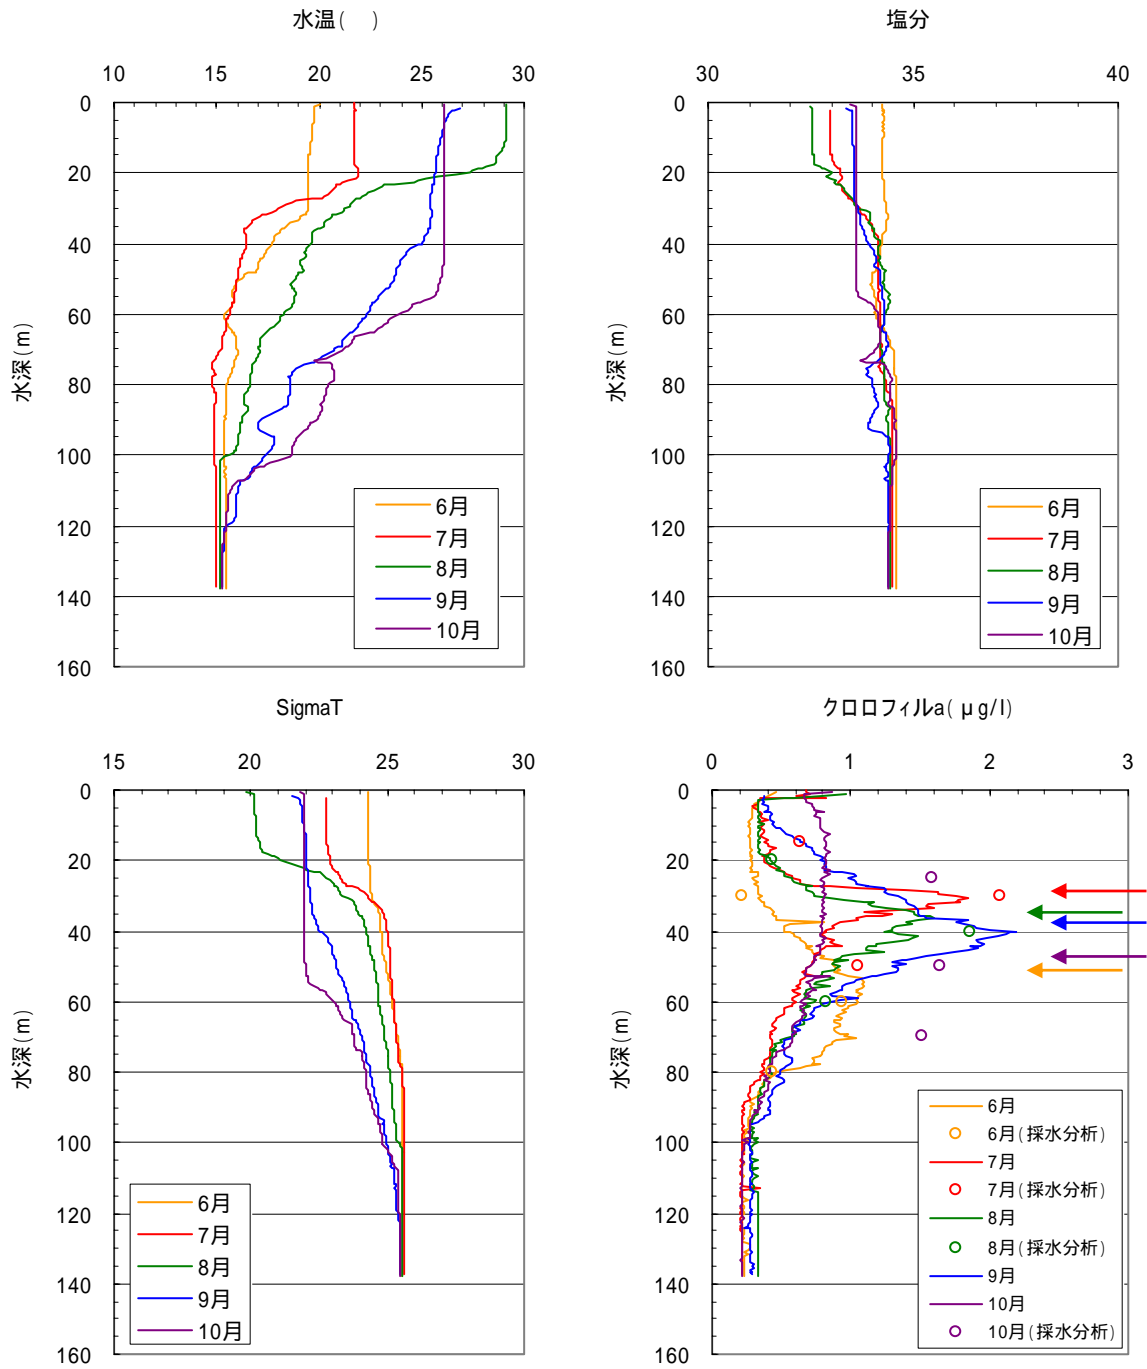 水温(　)
10 15 20 25 30
0
20
40
60
80
100
120
140
160
水深(m)
6月
7月
8月
9月
10月
塩分
30 35 40
0
20
40
60
80
100
120
140
160
水深(m)
6月
7月
8月
9月
10月
SigmaT
15 20 25 30
0
20
40
60
80
100
120
140
160
水深(m)
6月
7月
8月
9月
10月
クロロフィルa(μg/l)
0 1 2 3
0
20
40
60
80
100
120
140
160
水深(m)
6月
6月(採水分析)
7月
7月(採水分析)
8月
8月(採水分析)
9月
10月
10月(採水分析)